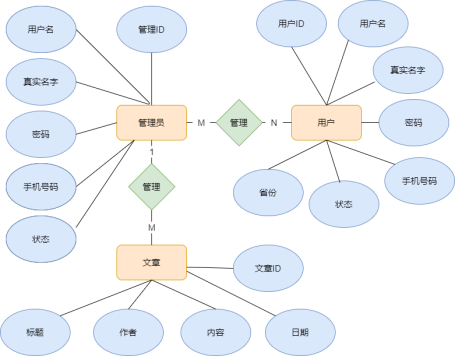 用户名
管理ID
用户ID
用户名
真实名字
真实名字
密码
管理员
M
管理
N
用户
密码
手机号码
1
管理
省份
状态
手机号码
状态
M
文章
文章ID
标题
作者
内容
日期